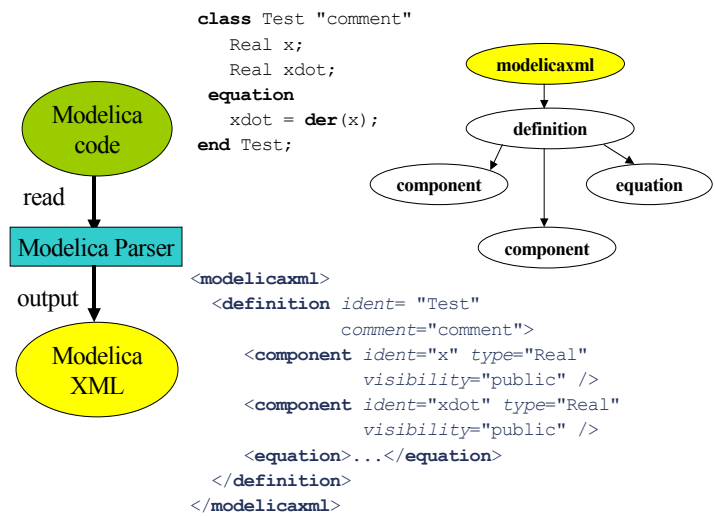 class Test "comment"
Real x;
Real xdot;
equation
xdot = der(x);
end Test;
Modelica
code
read
Modelica Parser
output
Modelica
XML
modelicaxml
definition
component
equation
component
<modelicaxml>
<definition ident= "Test"
comment="comment">
<component ident="x" type="Real"
visibility="public" />
<component ident="xdot" type="Real"
visibility="public" />
<equation>...</equation>
</definition>
</modelicaxml>